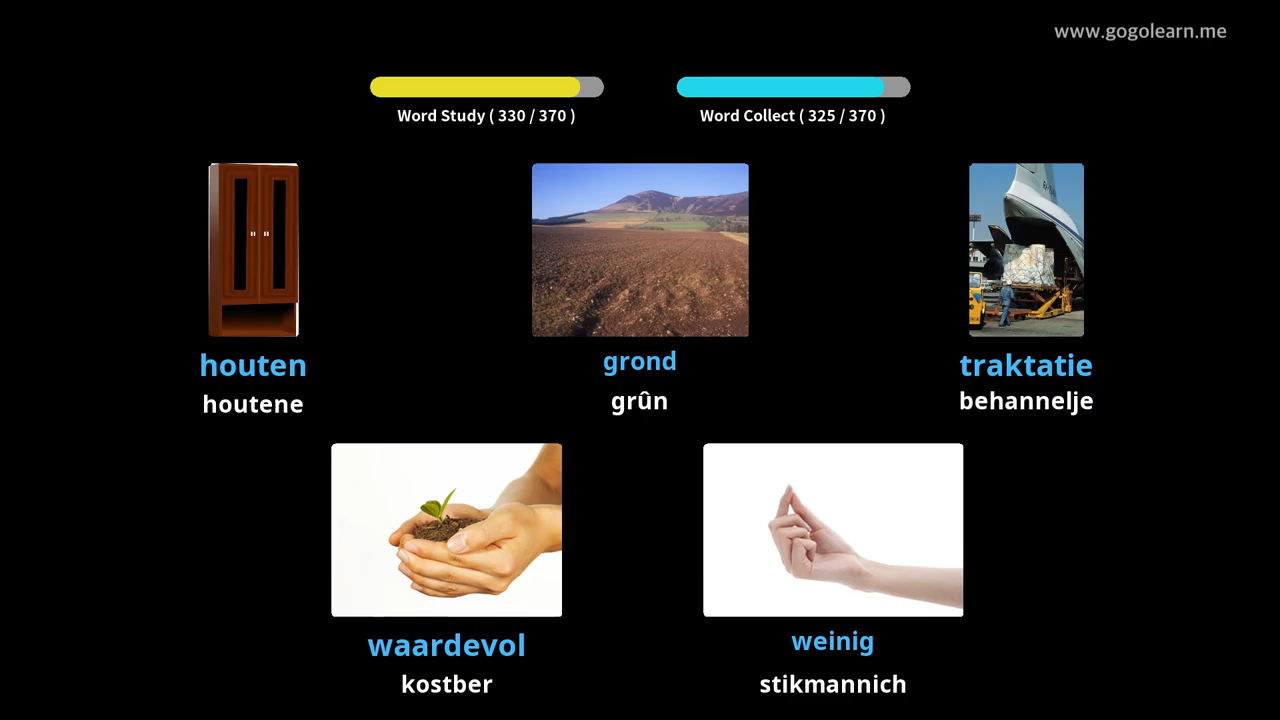 www.gogolearn.me
Word Study ( 330 / 370 )
Word Collect ( 325 / 370 )
houten
houtene
grond
grûn
traktatie
behannelje
waardevol
kostber
weinig
stikmannich